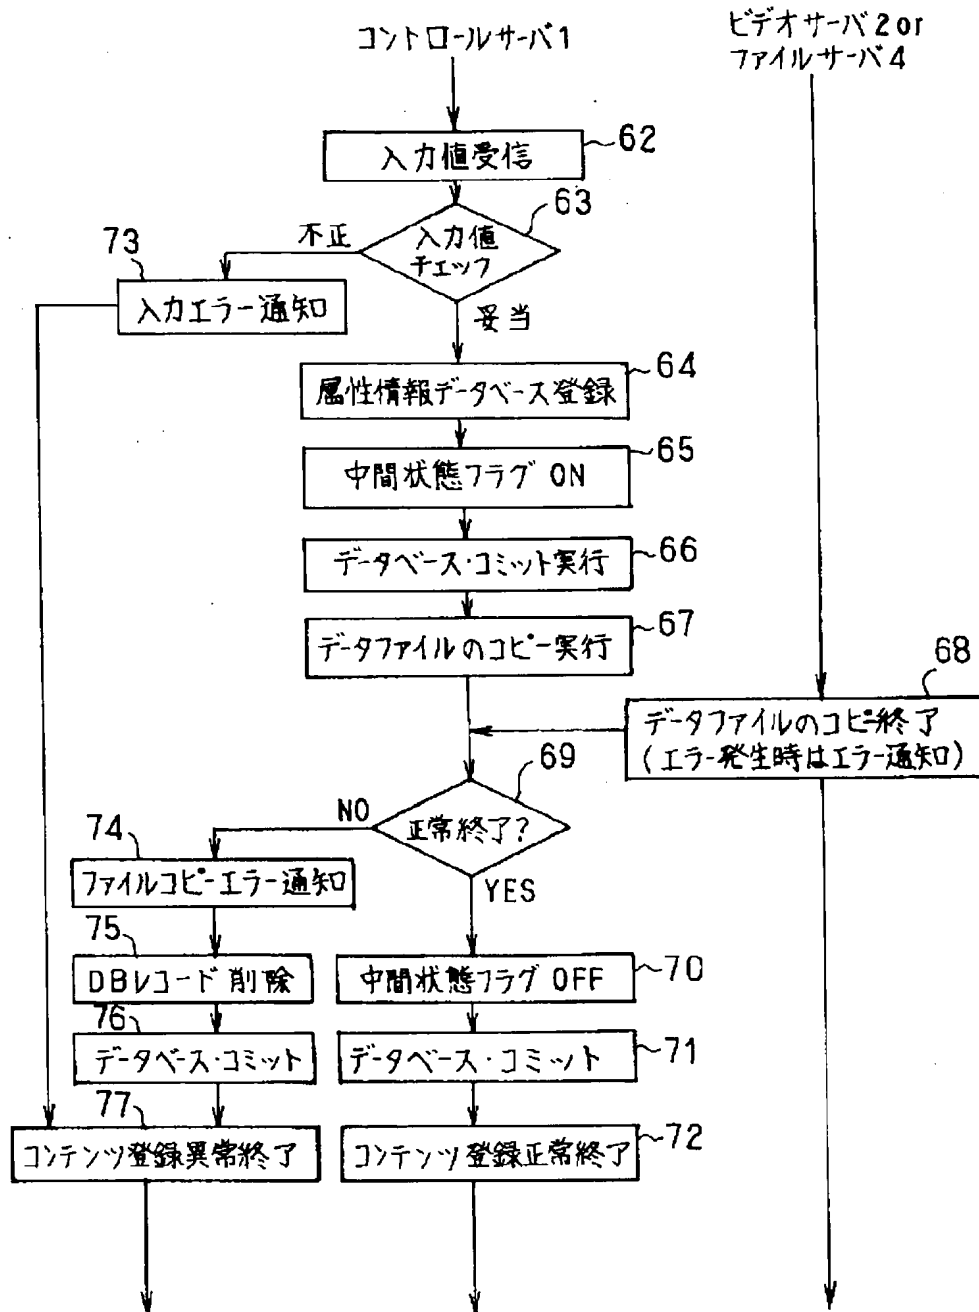 コントロールサーバ1
ビデオサーバ2or
ファイルサーバ4
入力値受信
62
入力値
チェック
63
不正
73
入力エラー通知
妥当
64
属性情報データベース登録
65
中間状態フラグ ON
66
データベース・コミット実行
67
データファイルのコピー実行
68
データファイルのコピー終了
(エラー発生時はエラー通知)
69
正常終了?
NO
YES
74
ファイルコピーエラー通知
75
DBレコード削除
76
データベース・コミット
77
コンテンツ登録異常終了
中間状態フラグ OFF
70
データベース・コミット
71
コンテンツ登録正常終了
72